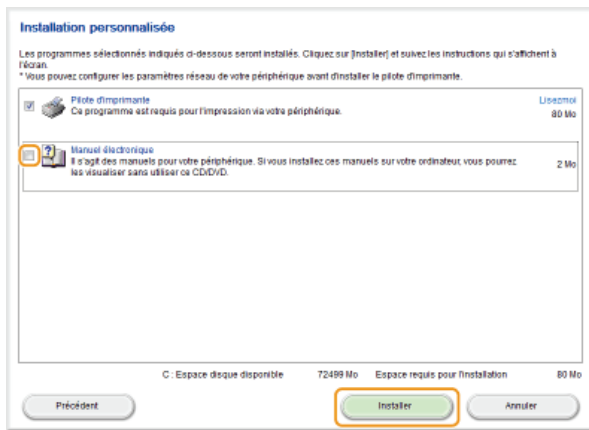 Installation personnalisée
Les programmes sélectionnés indiqués ci-dessous seront installés. Cliquez sur [Installer] et suivez les instructions qui s'affichent à
l'écran.
* Vous pouvez configurer les paramètres réseau de votre périphérique avant d'installer le pilote d'imprimante.
Pilote d'imprimante
Lisezmoi
Ce programme est requis pour l'impression via votre périphérique.
80 Mo
Manuel électronique
Il s'agit des manuels pour votre périphérique. Si vous installez ces manuels sur votre ordinateur, vous pourrez
2 Mo
les visualiser sans utiliser ce CD/DVD.
C : Espace disque disponible 72499 Mo Espace requis pour l'installation 80 Mo
Précédent Installer Annuler